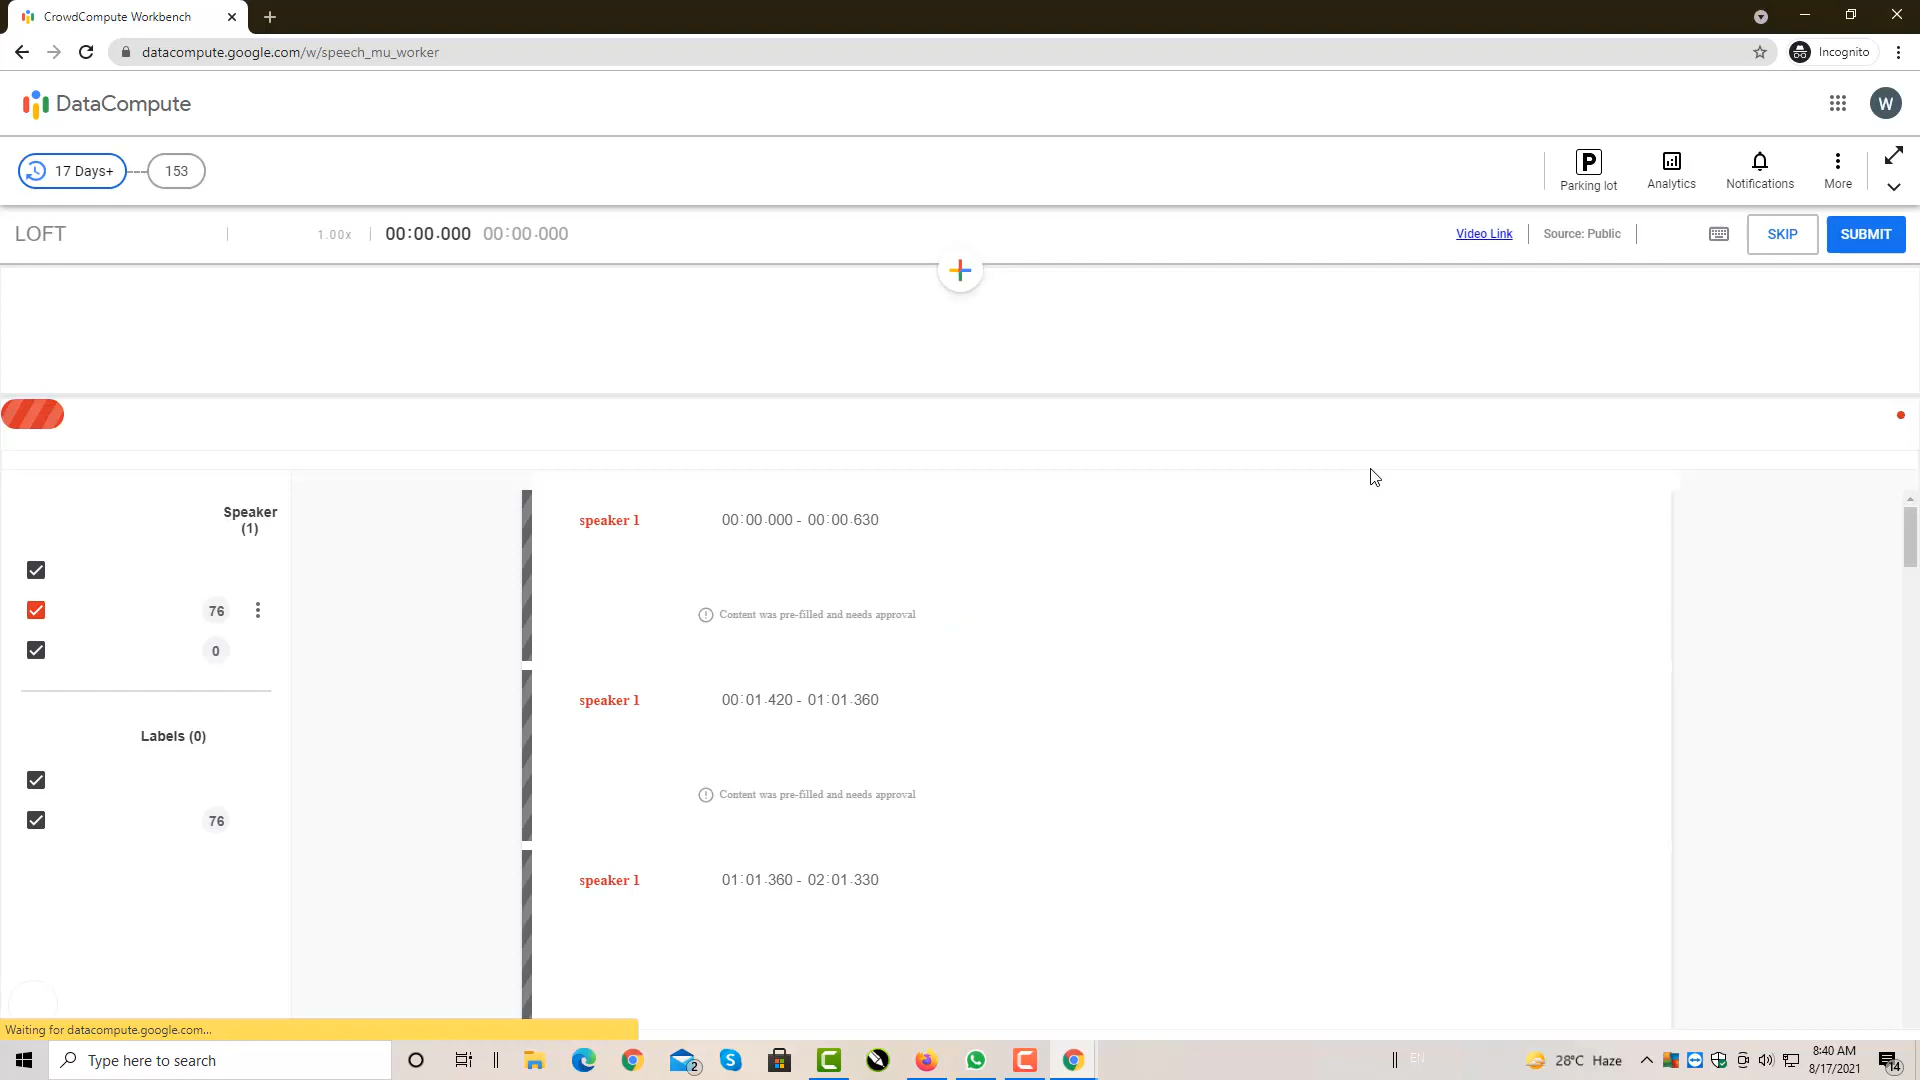 CrowdCompute Workbench
datacompute.google.com/w/speech_mu_worker
Incognito
DataCompute
W
17 Days+
153
P
Parking lot
Analytics
Notifications
More
LOFT
1.00x
00:00.000 00:00.000
Video Link
Source: Public
SKIP
SUBMIT
Speaker
(1)
76
0
Labels (0)
76
speaker 1
00:00.000 - 00:00.630
Content was pre-filled and needs approval
speaker 1
00:01.420 - 01:01.360
Content was pre-filled and needs approval
speaker 1
01:01.360 - 02:01.330
Waiting for datacompute.google.com...
Type here to search
2
28°C Haze
EN
8:40 AM
8/17/2021
14